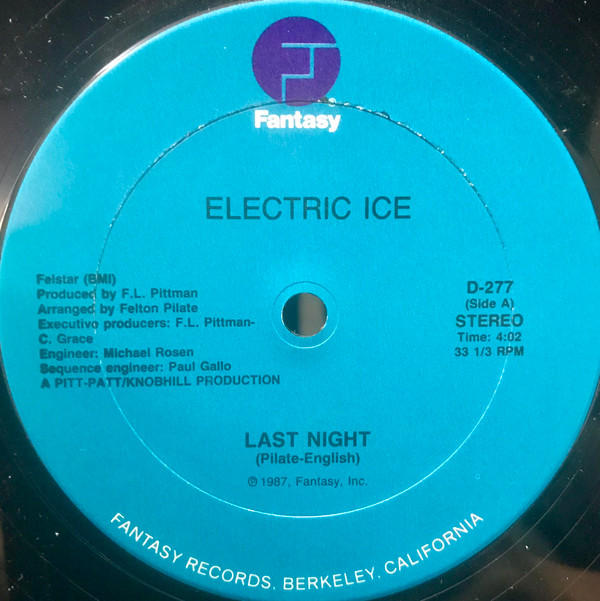 Fantasy
ELECTRIC ICE
Felstar (BMI)
Produced by F.L. Pittman
Arranged by Felton Pilate
Executive producers: F.L. Pittman-
C. Grace
Engineer: Michael Rosen
Sequence engineer: Paul Gallo
A PITT-PATT/KNOBHILL PRODUCTION
D-277
(Side A)
STEREO
Time: 4:02
33 1/3 RPM
LAST NIGHT
(Pilate-English)
℗ 1987, Fantasy, Inc.
FANTASY RECORDS, BERKELEY, CALIFORNIA